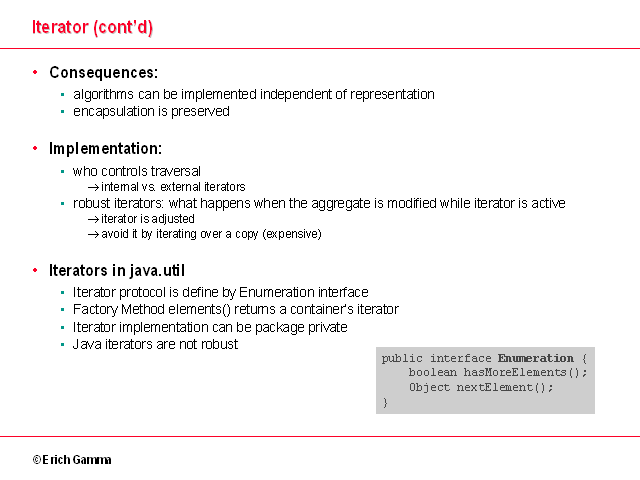 Iterator (cont'd)
• Consequences:
• algorithms can be implemented independent of representation
• encapsulation is preserved
• Implementation:
• who controls traversal
→ internal vs. external iterators
• robust iterators: what happens when the aggregate is modified while iterator is active
→ iterator is adjusted
→ avoid it by iterating over a copy (expensive)
• Iterators in java.util
• Iterator protocol is define by Enumeration interface
• Factory Method elements() returns a container's iterator
• Iterator implementation can be package private
• Java iterators are not robust
public interface Enumeration {
    boolean hasMoreElements();
    Object nextElement();
}
© Erich Gamma